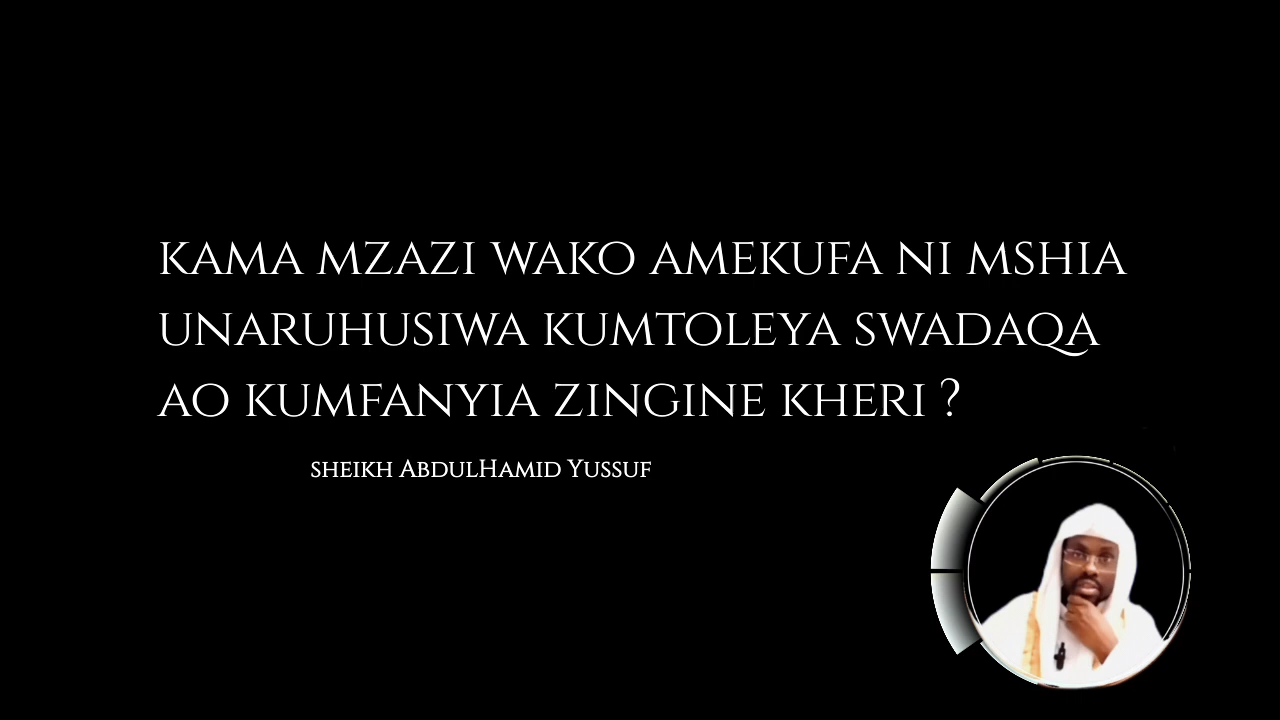 KAMA MZAZI WAKO AMEKUFA NI MSHIA
UNARUHUSIWA KUMTOLEYA SWADAQA
AO KUMFANYIA ZINGINE KHERI ?
SHEIKH ABDULHAMID YUSSUF